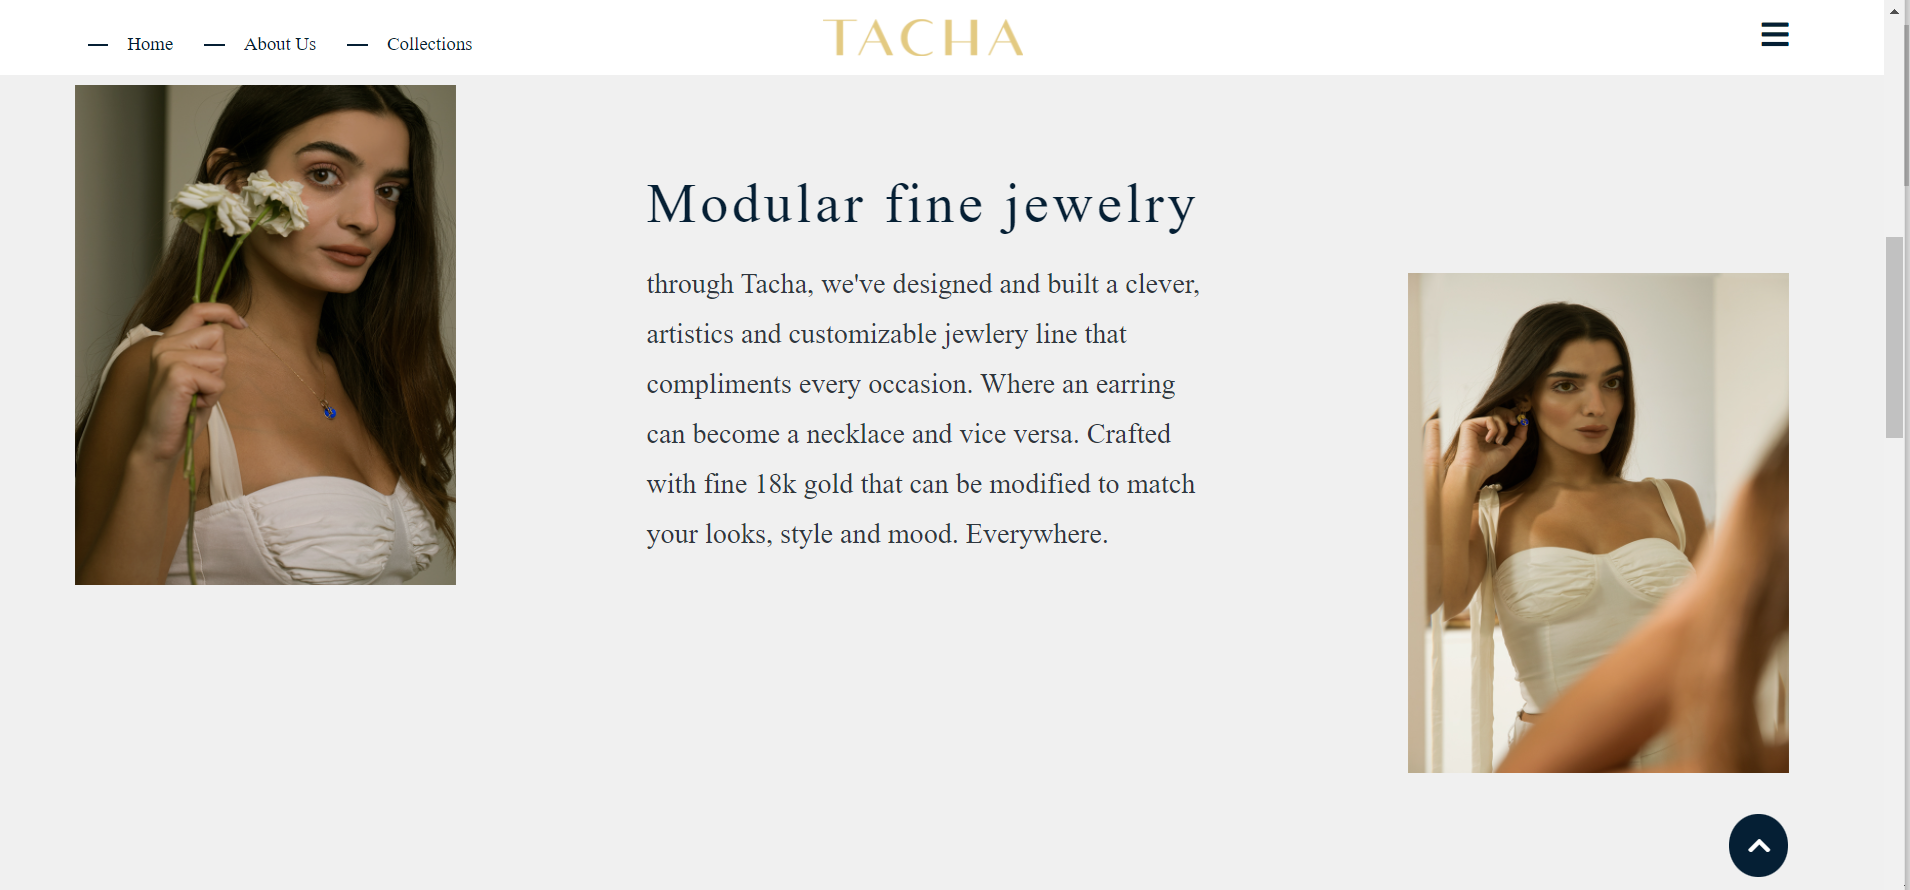 Home
About Us
Collections
TACHA
Modular fine jewelry
through Tacha, we've designed and built a clever,
artistics and customizable jewlery line that
compliments every occasion. Where an earring
can become a necklace and vice versa. Crafted
with fine 18k gold that can be modified to match
your looks, style and mood. Everywhere.